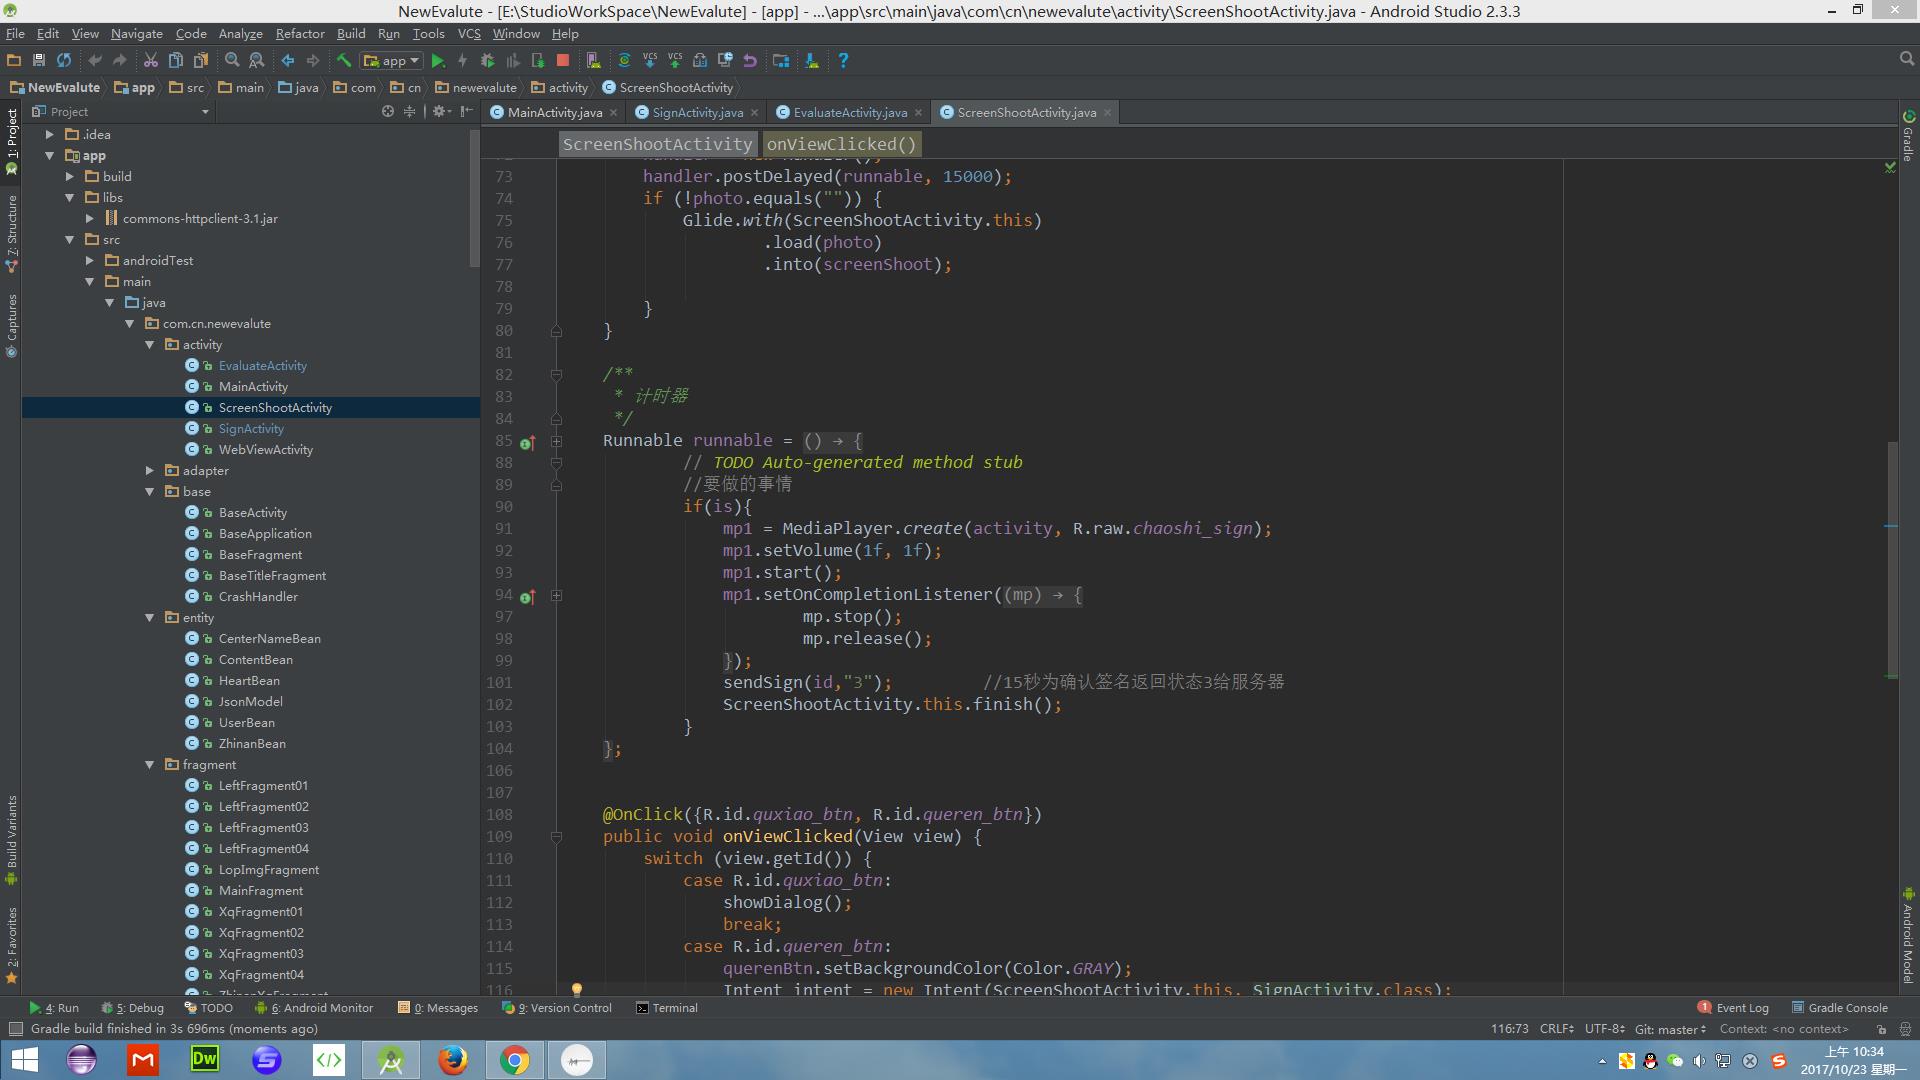 NewEvalute - [E:\StudioWorkSpace\NewEvalute] - [app] - ...\app\src\main\java\com\cn\newevalute\activity\ScreenShootActivity.java - Android Studio 2.3.3
File Edit View Navigate Code Analyze Refactor Build Run Tools VCS Window Help
app
NewEvalute app src main java com cn newevalute activity ScreenShootActivity
Project
MainActivity.java SignActivity.java EvaluateActivity.java ScreenShootActivity.java
ScreenShootActivity onViewClicked()
1: Project
7: Structure
Captures
Build Variants
2: Favorites
.idea
app
build
libs
commons-httpclient-3.1.jar
src
androidTest
main
java
com.cn.newevalute
activity
EvaluateActivity
MainActivity
ScreenShootActivity
SignActivity
WebViewActivity
adapter
base
BaseActivity
BaseApplication
BaseFragment
BaseTitleFragment
CrashHandler
entity
CenterNameBean
ContentBean
HeartBean
JsonModel
UserBean
ZhinanBean
fragment
LeftFragment01
LeftFragment02
LeftFragment03
LeftFragment04
LopImgFragment
MainFragment
XqFragment01
XqFragment02
XqFragment03
XqFragment04
73 handler.postDelayed(runnable, 15000);
74 if (!photo.equals("")) {
75 Glide.with(ScreenShootActivity.this)
76 .load(photo)
77 .into(screenShoot);
78
79 }
80 }
81
82 /**
83 * 计时器
84 */
85 Runnable runnable = () → {
88 // TODO Auto-generated method stub
89 //要做的事情
90 if(is){
91 mp1 = MediaPlayer.create(activity, R.raw.chaoshi_sign);
92 mp1.setVolume(1f, 1f);
93 mp1.start();
94 mp1.setOnCompletionListener((mp) → {
97 mp.stop();
98 mp.release();
99 });
101 sendSign(id,"3"); //15秒为确认签名返回状态3给服务器
102 ScreenShootActivity.this.finish();
103 }
104 };
106
107
108 @OnClick({R.id.quxiao_btn, R.id.queren_btn})
109 public void onViewClicked(View view) {
110 switch (view.getId()) {
111 case R.id.quxiao_btn:
112 showDialog();
113 break;
114 case R.id.queren_btn:
115 querenBtn.setBackgroundColor(Color.GRAY);
116 Intent intent = new Intent(ScreenShootActivity.this, SignActivity.class);
Gradle
Android Model
4: Run 5: Debug TODO 6: Android Monitor 0: Messages 9: Version Control Terminal 1 Event Log Gradle Console
Gradle build finished in 3s 696ms (moments ago) 116:73 CRLF UTF-8 Git: master Context: <no context>
Dw
上午 10:34
2017/10/23 星期一